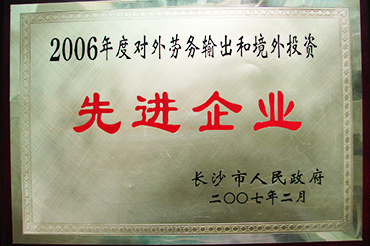 2006年度对外劳务输出和境外投资
先进企业
长沙市人民政府
二〇〇七年二月